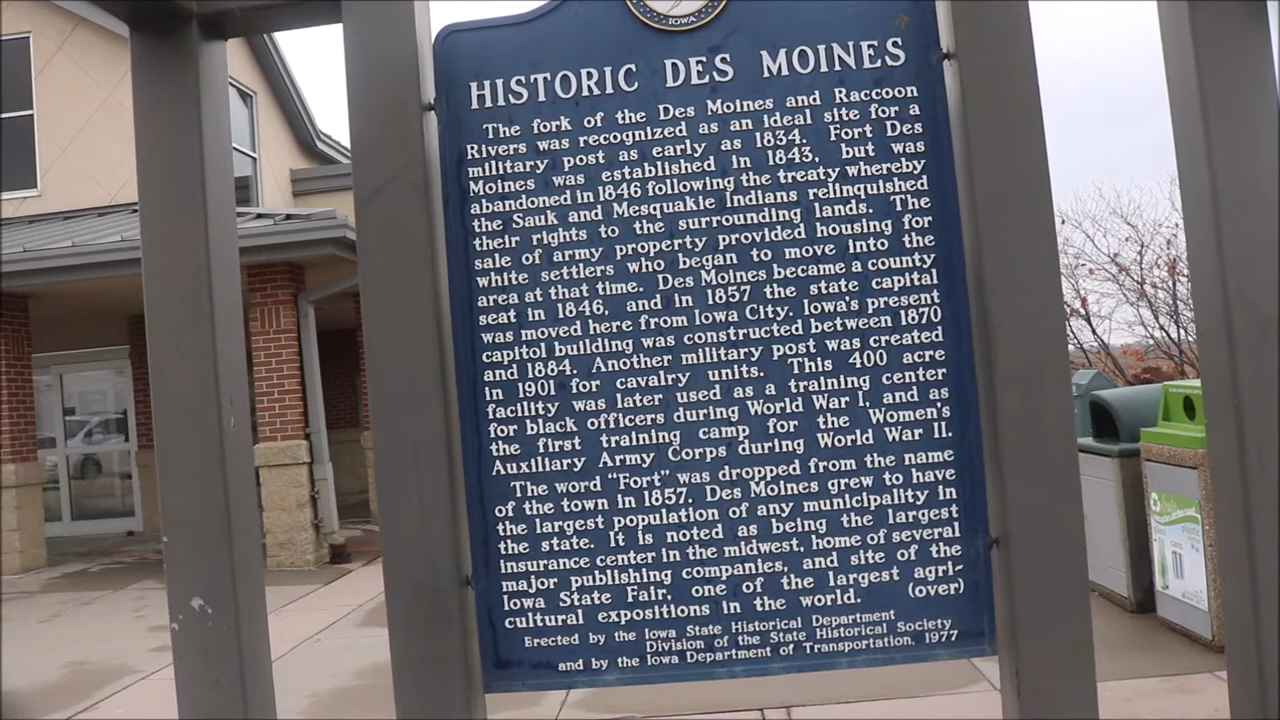 IOWA
HISTORIC DES MOINES
The fork of the Des Moines and Raccoon
Rivers was recognized as an ideal site for a
military post as early as 1834. Fort Des
Moines was established in 1843, but was
abandoned in 1846 following the treaty whereby
the Sauk and Mesquakie Indians relinquished
their rights to the surrounding lands. The
sale of army property provided housing for
white settlers who began to move into the
area at that time. Des Moines became a county
seat in 1846, and in 1857 the state capital
was moved here from Iowa City. Iowa's present
capitol building was constructed between 1870
and 1884. Another military post was created
in 1901 for cavalry units. This 400 acre
facility was later used as a training center
for black officers during World War I, and as
the first training camp for the Women's
Auxiliary Army Corps during World War II.
The word "Fort" was dropped from the name
of the town in 1857. Des Moines grew to have
the largest population of any municipality in
the state. It is noted as being the largest
insurance center in the midwest, home of several
major publishing companies, and site of the
Iowa State Fair, one of the largest agri-
cultural expositions in the world. (over)
Erected by the Iowa State Historical Department
Division of the State Historical Society
and by the Iowa Department of Transportation, 1977